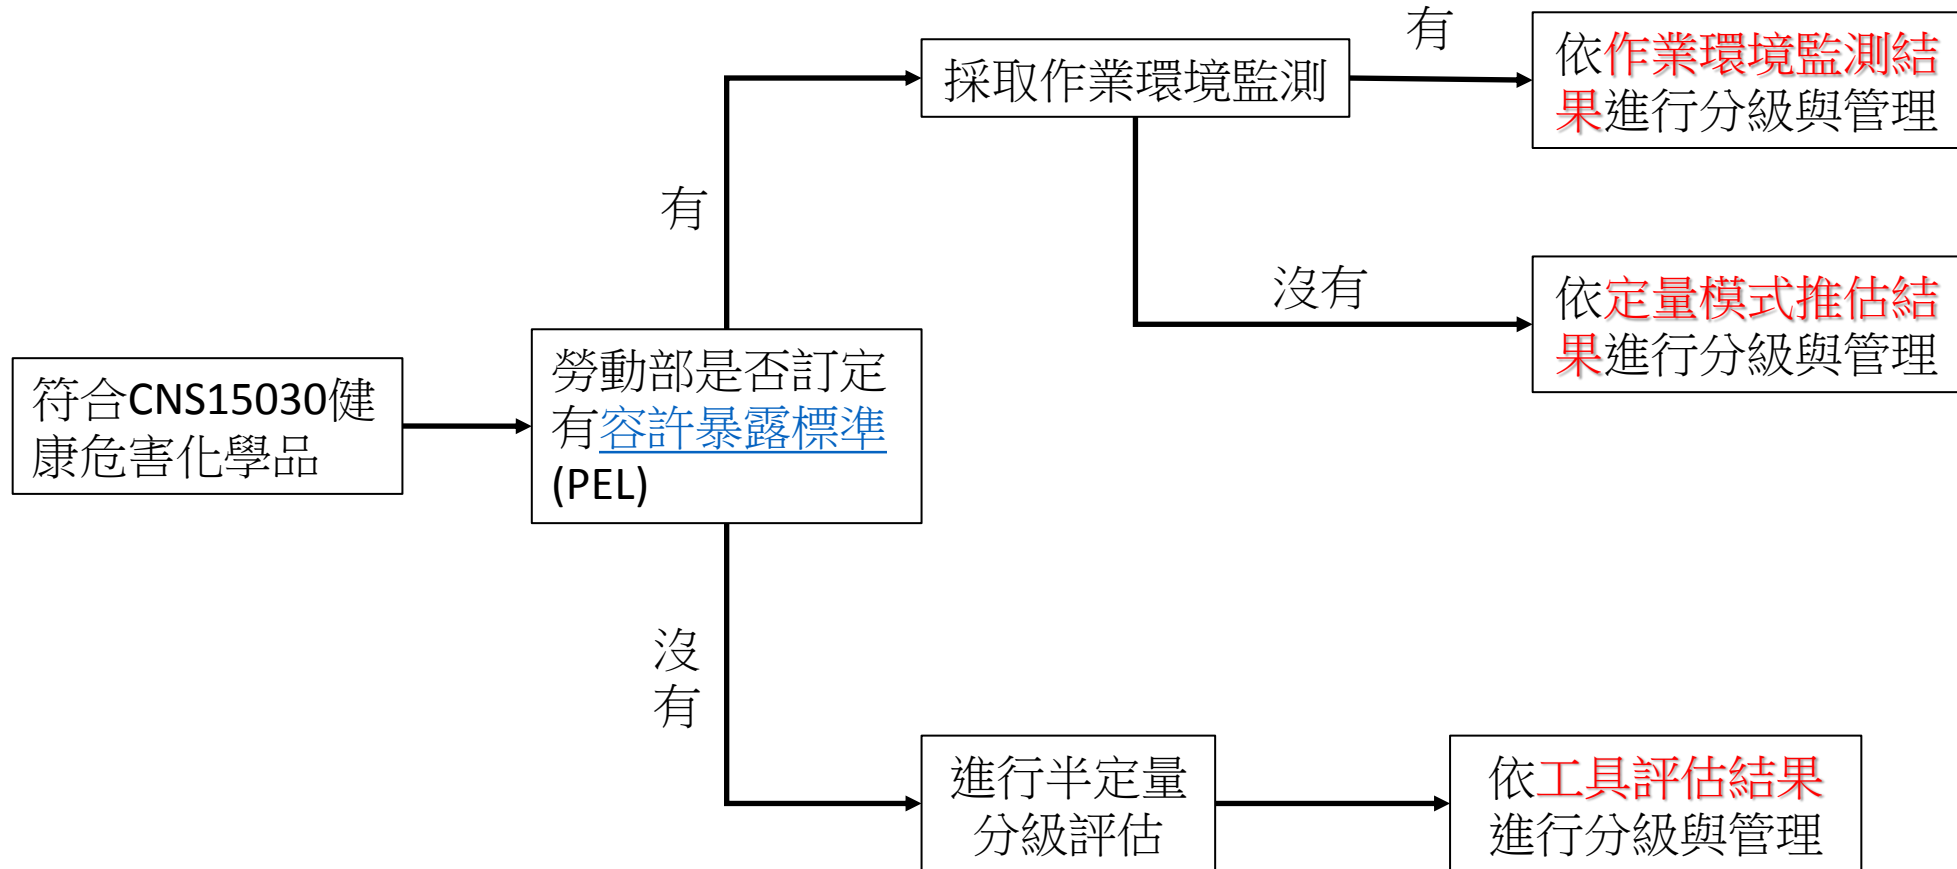 符合CNS15030健
康危害化學品
勞動部是否訂定
有容許暴露標準
(PEL)
有
採取作業環境監測
有
依作業環境監測結
果進行分級與管理
沒有
依定量模式推估結
果進行分級與管理
沒
有
進行半定量
分級評估
依工具評估結果
進行分級與管理